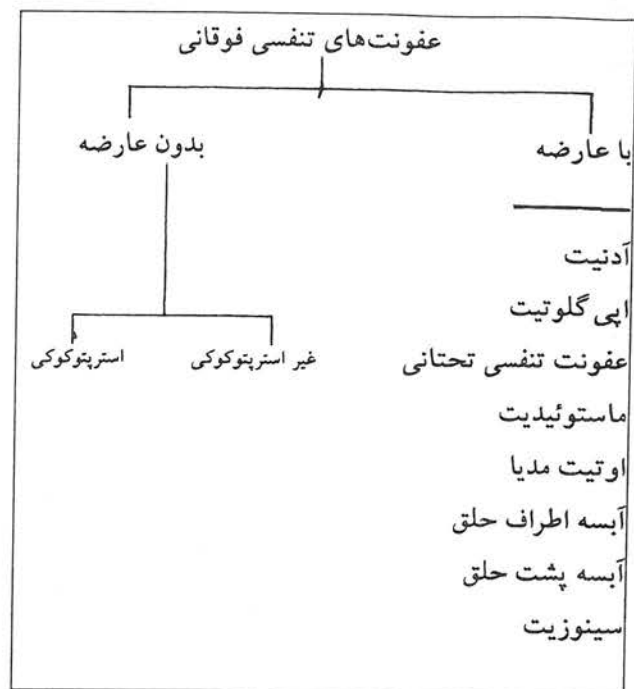 عفونت‌های تنفسی فوقانی
با عارضه
بدون عارضه
آدنیت
اپی گلوتیت
عفونت تنفسی تحتانی
ماستوئیدیت
اوتیت مدیا
آبسه اطراف حلق
آبسه پشت حلق
سینوزیت
غیر استرپتوکوکی
استرپتوکوکی